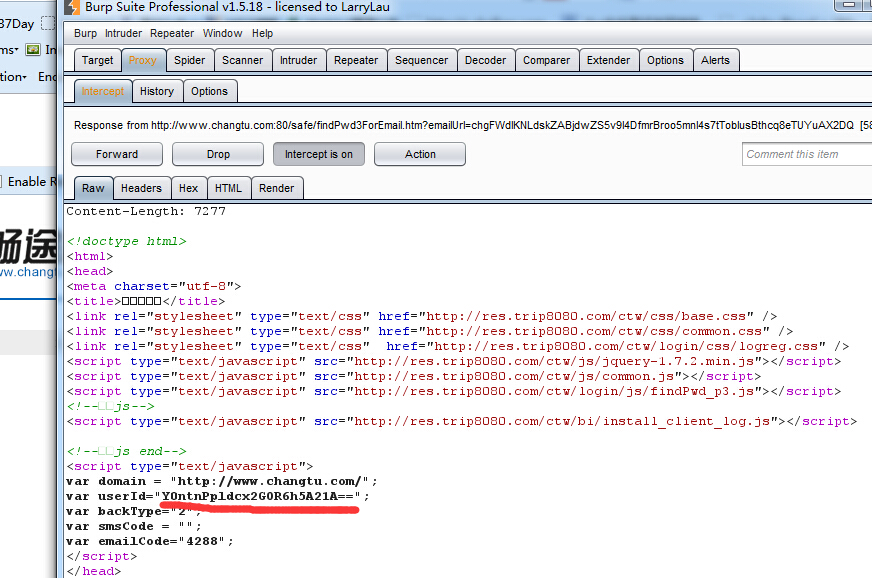 Burp Suite Professional v1.5.18 - licensed to LarryLau
37Day
Burp Intruder Repeater Window Help
Target Proxy Spider Scanner Intruder Repeater Sequencer Decoder Comparer Extender Options Alerts
Intercept History Options
Response from http://www.changtu.com:80/safe/findPwd3ForEmail.htm?emailUrl=chgFWdlKNLdskZABjdwZS5v9l4DfmrBroo5mnl4s7tToblusBthcq8eTUYuAX2DQ [58
Forward Drop Intercept is on Action Comment this item
Enable R
Raw Headers Hex HTML Render
Content-Length: 7277
<!doctype html>
<html>
<head>
<meta charset="utf-8">
<title>□□□□□</title>
<link rel="stylesheet" type="text/css" href="http://res.trip8080.com/ctw/css/base.css" />
<link rel="stylesheet" type="text/css" href="http://res.trip8080.com/ctw/css/common.css" />
<link rel="stylesheet" type="text/css"  href="http://res.trip8080.com/ctw/login/css/logreg.css" />
<script type="text/javascript" src="http://res.trip8080.com/ctw/js/jquery-1.7.2.min.js"></script>
<script type="text/javascript" src="http://res.trip8080.com/ctw/js/common.js"></script>
<script type="text/javascript" src="http://res.trip8080.com/ctw/login/js/findPwd_p3.js"></script>
<!--□□js-->
<script type="text/javascript" src="http://res.trip8080.com/ctw/bi/install_client_log.js"></script>
<!--□□js end-->
<script type="text/javascript">
var domain = "http://www.changtu.com/";
var userId="YOntnPpldcx2G0R6h5A21A==";
var backType="2";
var smsCode = "";
var emailCode="4288";
</script>
</head>
畅途
ww.changt